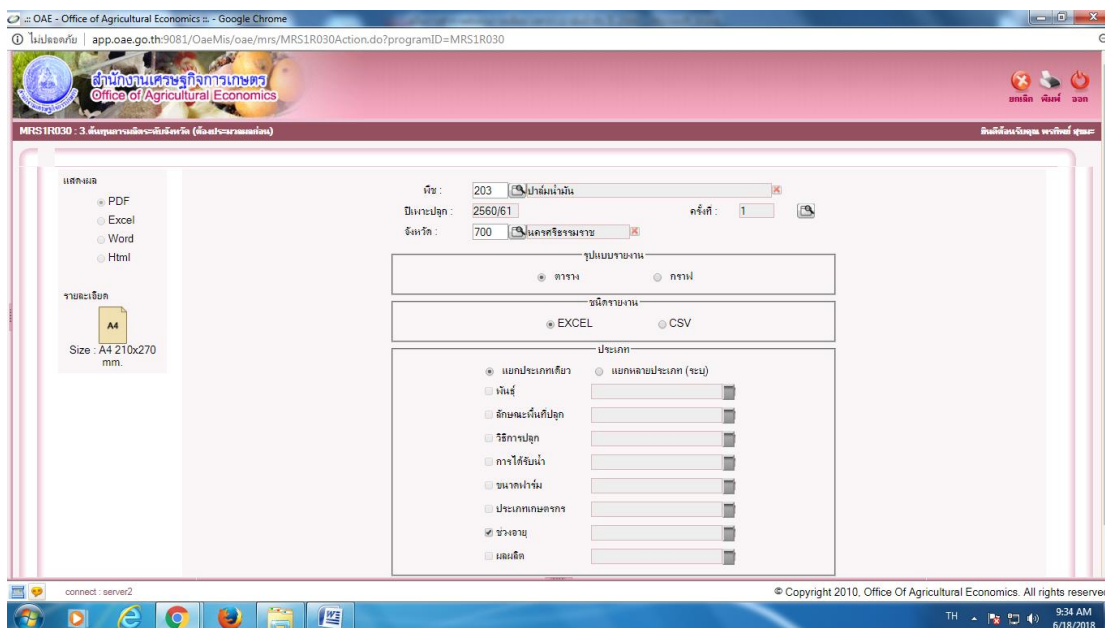 .:: OAE - Office of Agricultural Economics ::. - Google Chrome
ไม่ปลอดภัย | app.oae.go.th:9081/OaeMis/oae/mrs/MRS1R030Action.do?programID=MRS1R030
สำนักงานเศรษฐกิจการเกษตร
Office of Agricultural Economics
ยกเลิก พิมพ์ ออก
MRS1R030 : 3.ต้นทุนการผลิตระดับจังหวัด (ต้องประมวลผลก่อน)
ยินดีต้อนรับคุณ พรทิพย์
แสดงผล
PDF
Excel
Word
Html
รายละเอียด
A4
Size : A4 210x270
mm.
พืช : 203 ปาล์มน้ำมัน
ปีเพาะปลูก : 2560/61 ครั้งที่ : 1
จังหวัด : 700 นครศรีธรรมราช
รูปแบบรายงาน
ตาราง กราฟ
ชนิดรายงาน
EXCEL CSV
ประเภท
แยกประเภทเดียว แยกหลายประเภท (ระบุ)
พันธุ์
ลักษณะพื้นที่ปลูก
วิธีการปลูก
การได้รับน้ำ
ขนาดฟาร์ม
ประเภทเกษตรกร
ช่วงอายุ
ผลผลิต
connect : server2
© Copyright 2010, Office Of Agricultural Economics. All rights reserve
TH
9:34 AM
6/18/2018